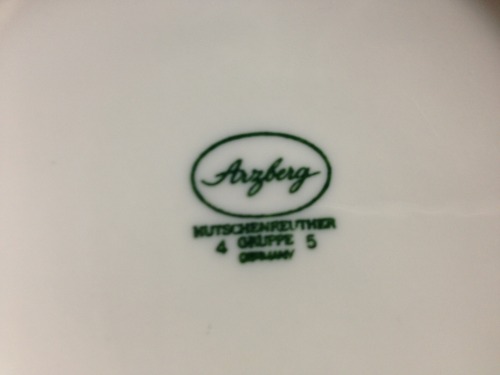 Arzberg
HUTSCHENREUTHER
4 GRUPPE 5
GERMANY